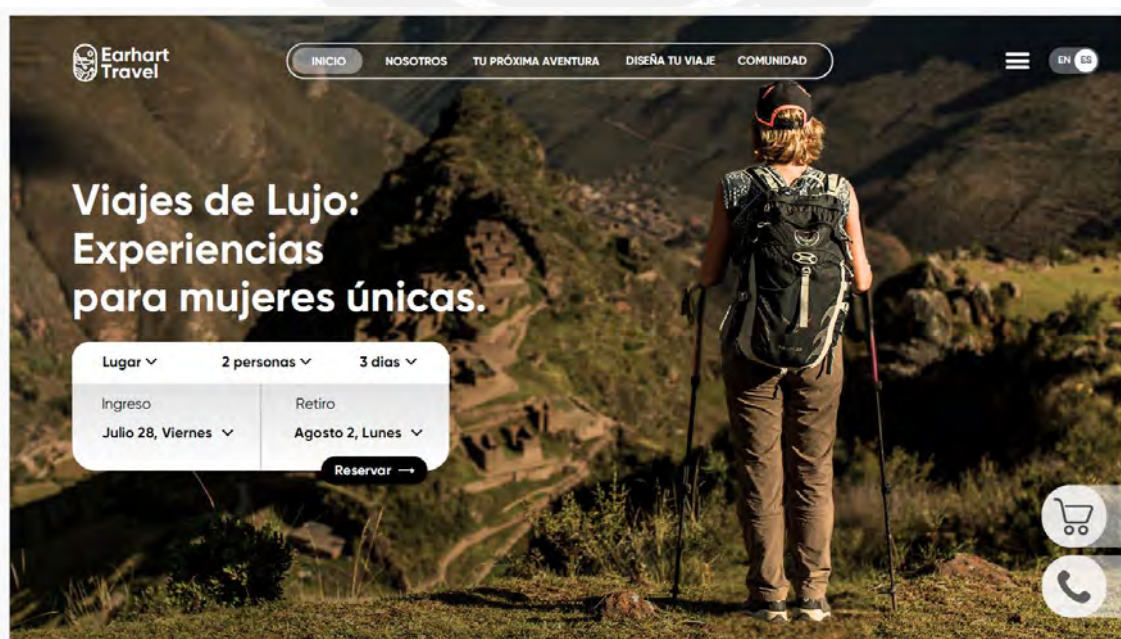 Earhart
Travel
INICIO NOSOTROS TU PRÓXIMA AVENTURA DISEÑA TU VIAJE COMUNIDAD
EN ES
Viajes de Lujo:
Experiencias
para mujeres únicas.
Lugar 2 personas 3 dias
Ingreso Retiro
Julio 28, Viernes Agosto 2, Lunes
Reservar →